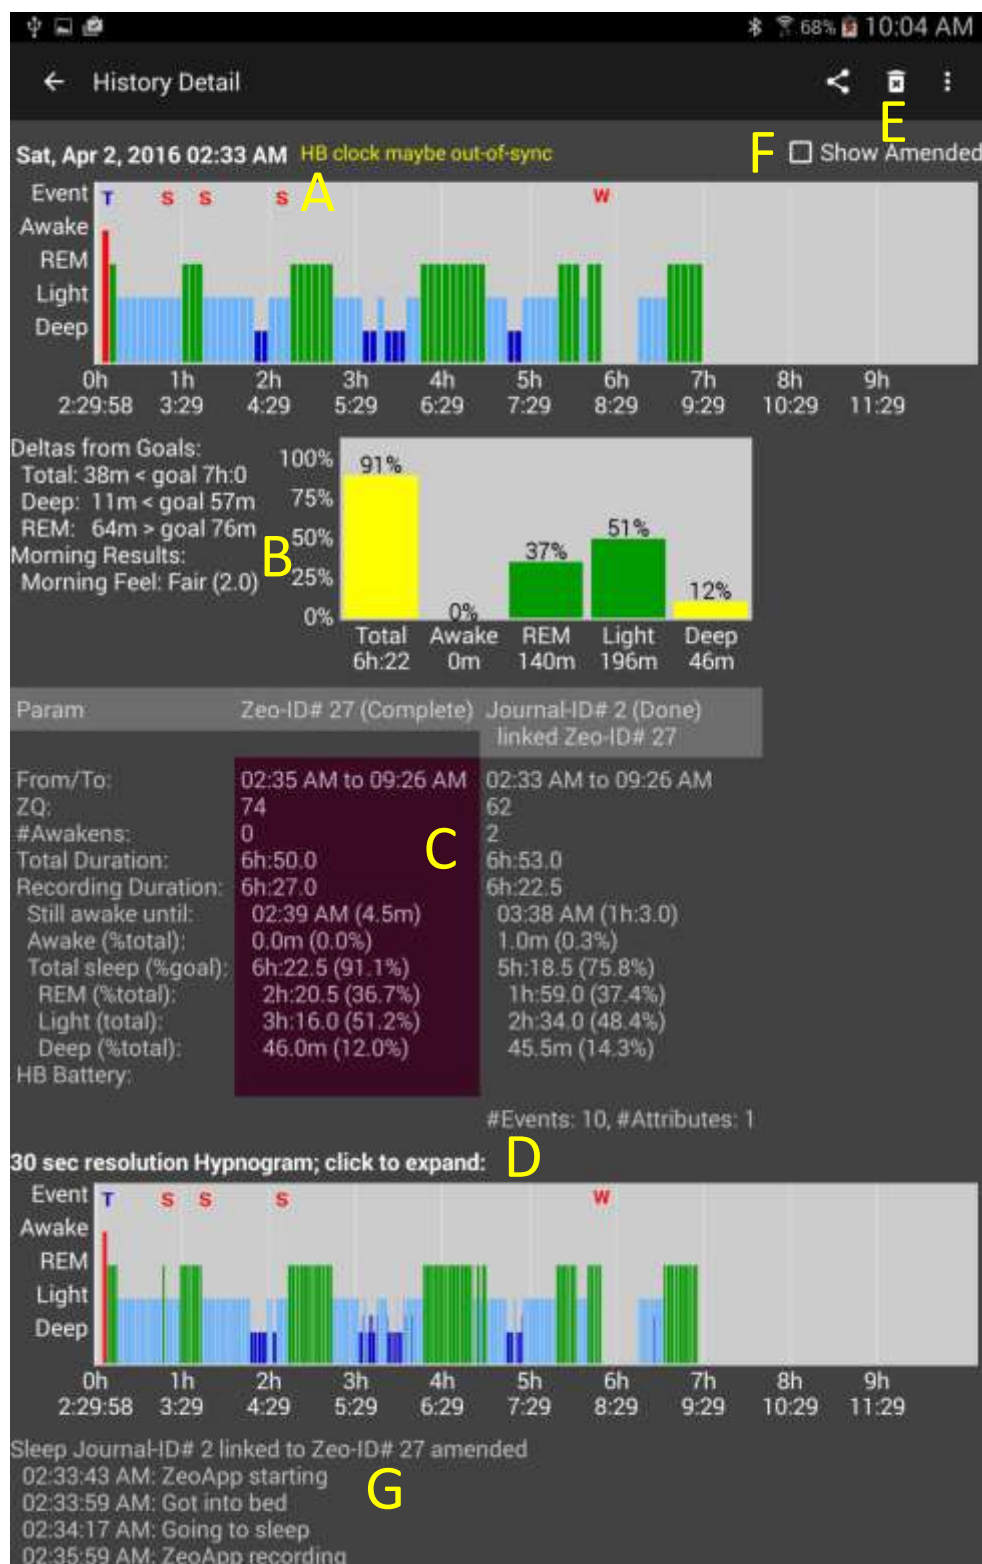 68% 10:04 AM
History Detail
E
Sat, Apr 2, 2016 02:33 AM HB clock maybe out-of-sync F Show Amended
A
Event T S S S W
Awake
REM
Light
Deep
0h 1h 2h 3h 4h 5h 6h 7h 8h 9h
2:29:58 3:29 4:29 5:29 6:29 7:29 8:29 9:29 10:29 11:29
Deltas from Goals:
Total: 38m < goal 7h:0
Deep: 11m < goal 57m
REM: 64m > goal 76m
Morning Results:
Morning Feel: Fair (2.0)
B
100%
75%
50%
25%
0%
91% 0% 37% 51% 12%
Total Awake REM Light Deep
6h:22 0m 140m 196m 46m
Param Zeo-ID# 27 (Complete) Journal-ID# 2 (Done)
linked Zeo-ID# 27
From/To: 02:35 AM to 09:26 AM 02:33 AM to 09:26 AM
ZQ: 74 62
#Awakens: 0 2
C
Total Duration: 6h:50.0 6h:53.0
Recording Duration: 6h:27.0 6h:22.5
Still awake until: 02:39 AM (4.5m) 03:38 AM (1h:3.0)
Awake (%total): 0.0m (0.0%) 1.0m (0.3%)
Total sleep (%goal): 6h:22.5 (91.1%) 5h:18.5 (75.8%)
REM (%total): 2h:20.5 (36.7%) 1h:59.0 (37.4%)
Light (total): 3h:16.0 (51.2%) 2h:34.0 (48.4%)
Deep (%total): 46.0m (12.0%) 45.5m (14.3%)
HB Battery:
#Events: 10, #Attributes: 1
30 sec resolution Hypnogram; click to expand: D
Event T S S S W
Awake
REM
Light
Deep
0h 1h 2h 3h 4h 5h 6h 7h 8h 9h
2:29:58 3:29 4:29 5:29 6:29 7:29 8:29 9:29 10:29 11:29
Sleep Journal-ID# 2 linked to Zeo-ID# 27 amended
02:33:43 AM: ZeoApp starting
G
02:33:59 AM: Got into bed
02:34:17 AM: Going to sleep
02:35:59 AM: ZeoApp recording